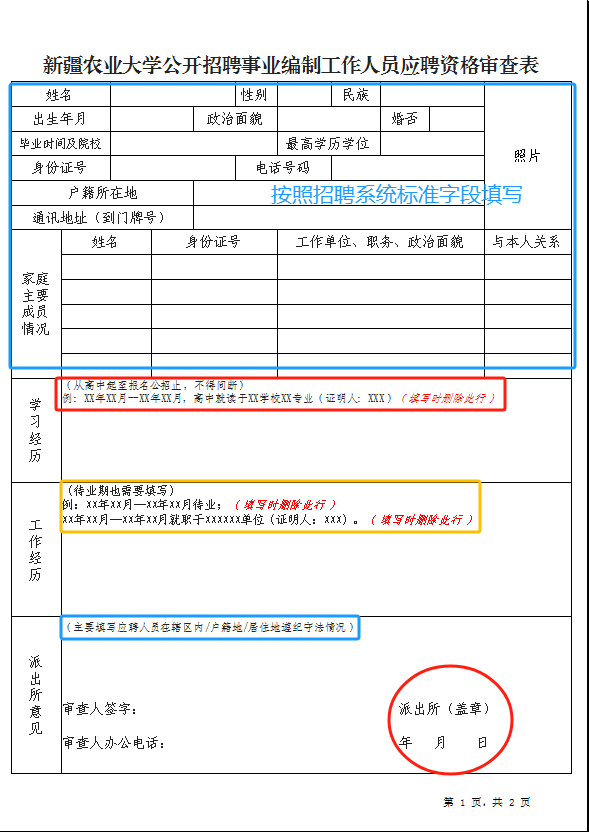 新疆农业大学公开招聘事业编制工作人员应聘资格审查表
姓名 性别 民族
出生年月 政治面貌 婚否
毕业时间及院校 最高学历学位
照片
身份证号 电话号码
户籍所在地
按照招聘系统标准字段填写
通讯地址（到门牌号）
家庭主要成员情况
姓名 身份证号 工作单位、职务、政治面貌 与本人关系
学习经历
（从高中起至报名公招止，不得间断）
例：XX年XX月--XX年XX月，高中就读于XX学校XX专业（证明人：XXX）（填写时删除此行）
工作经历
（待业期也需要填写）
例：XX年XX月—XX年XX月待业；（填写时删除此行）
XX年XX月—XX年XX月就职于XXXXXX单位（证明人：XXX）。（填写时删除此行）
派出所意见
（主要填写应聘人员在辖区内/户籍地/居住地遵纪守法情况）
审查人签字： 派出所（盖章）
审查人办公电话： 年 月 日
第 1 页，共 2 页